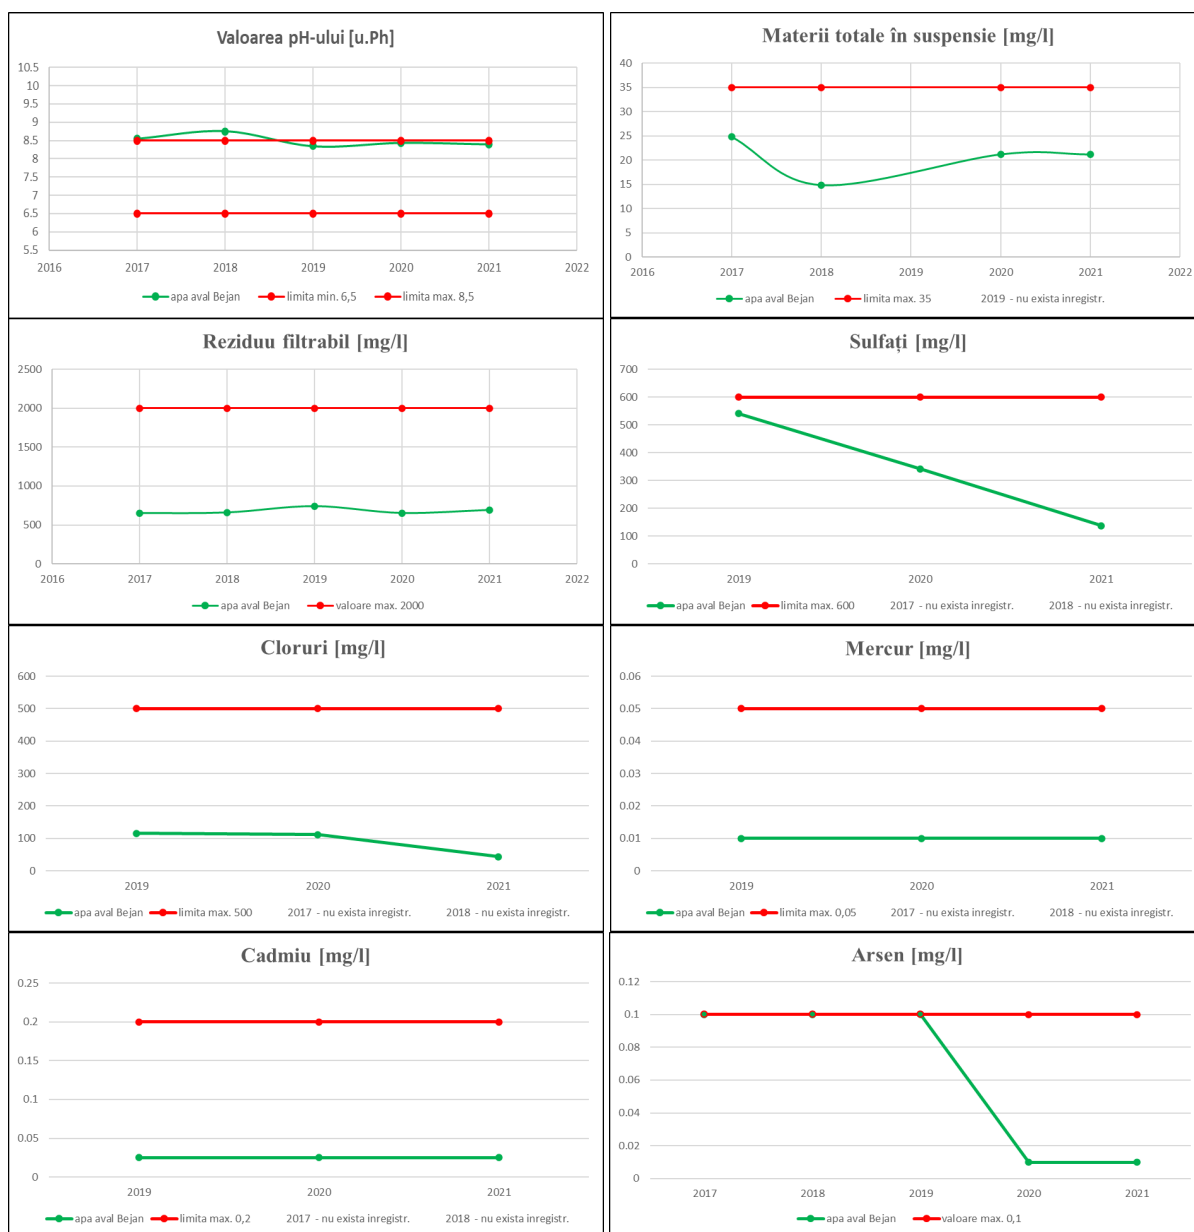 Valoarea pH-ului [u.Ph]
10.5
10
9.5
9
8.5
8
7.5
7
6.5
6
5.5
2016 2017 2018 2019 2020 2021 2022
apa aval Bejan limita min. 6,5 limita max. 8,5
Materii totale în suspensie [mg/l]
40
35
30
25
20
15
10
5
0
2016 2017 2018 2019 2020 2021 2022
apa aval Bejan limita max. 35 2019 - nu exista inregistr.
Reziduu filtrabil [mg/l]
2500
2000
1500
1000
500
0
2016 2017 2018 2019 2020 2021 2022
apa aval Bejan valoare max. 2000
Sulfați [mg/l]
700
600
500
400
300
200
100
0
2019 2020 2021
apa aval Bejan limita max. 600 2017 - nu exista inregistr. 2018 - nu exista inregistr.
Cloruri [mg/l]
600
500
400
300
200
100
0
2019 2020 2021
apa aval Bejan limita max. 500 2017 - nu exista inregistr. 2018 - nu exista inregistr.
Mercur [mg/l]
0.06
0.05
0.04
0.03
0.02
0.01
0
2019 2020 2021
apa aval Bejan limita max. 0,05 2017 - nu exista inregistr. 2018 - nu exista inregistr.
Cadmiu [mg/l]
0.25
0.2
0.15
0.1
0.05
0
2019 2020 2021
apa aval Bejan limita max. 0,2 2017 - nu exista inregistr. 2018 - nu exista inregistr.
Arsen [mg/l]
0.12
0.1
0.08
0.06
0.04
0.02
0
2017 2018 2019 2020 2021
apa aval Bejan valoare max. 0,1